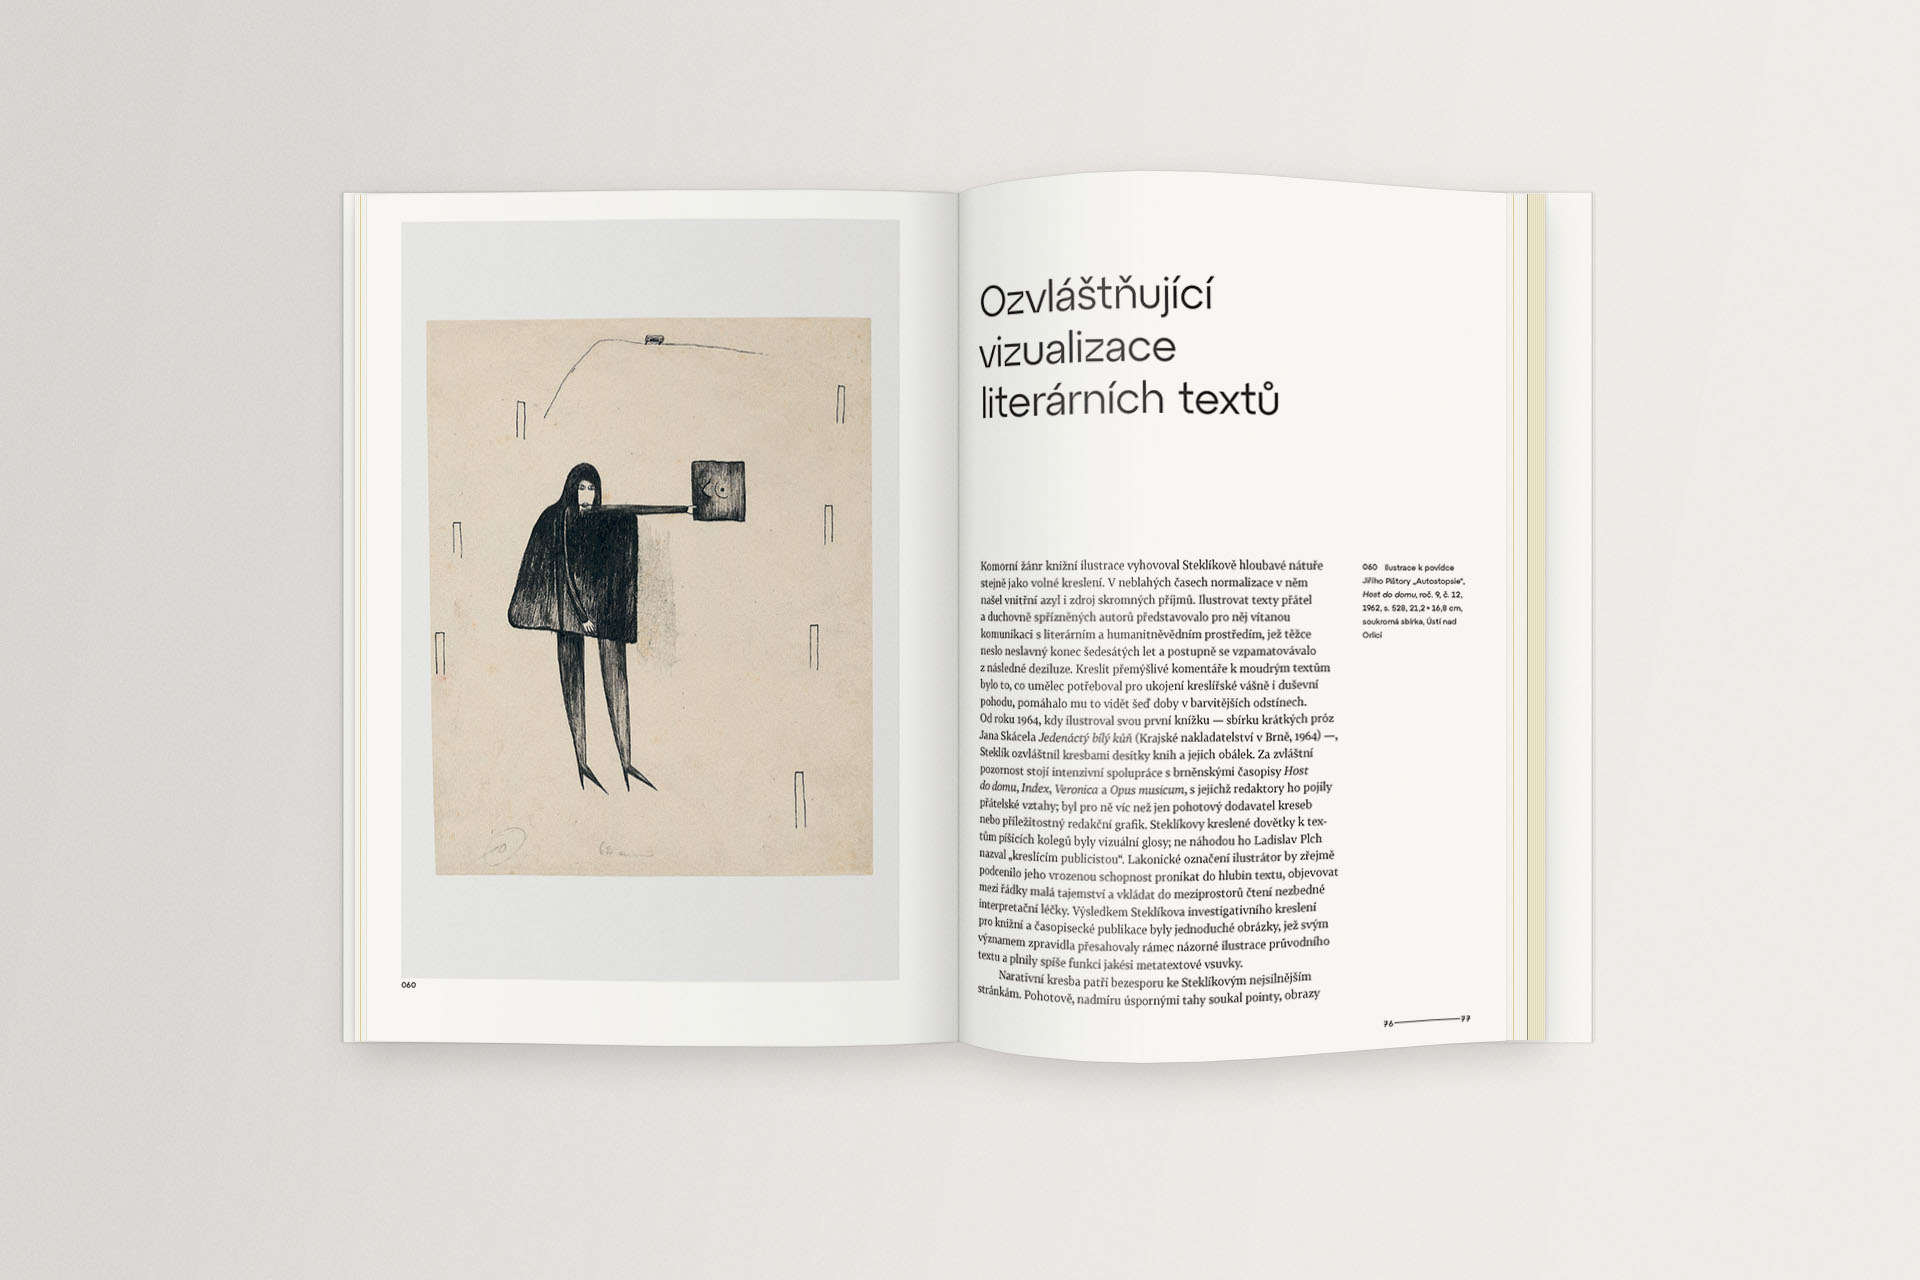 060
Ozvláštňující
vizualizace
literárních textů
Komorní žánr knižní ilustrace vyhovoval Steklíkově hloubavé nátuře
stejně jako volné kreslení. V neblahých časech normalizace v něm
našel vnitřní azyl i zdroj skromných příjmů. Ilustrovat texty přátel
a duchovně spřízněných autorů představovalo pro něj vítanou
komunikaci s literárním a humanitněvědním prostředím, jež těžce
neslo neslavný konec šedesátých let a postupně se vzpamatovávalo
z následné deziluze. Kreslit přemýšlivé komentáře k moudrým textům
bylo to, co umělec potřeboval pro ukojení kreslířské vášně i duševní
pohodu, pomáhalo mu to vidět šeď doby v barvitějších odstínech.
Od roku 1964, kdy ilustroval svou první knížku — sbírku krátkých próz
Jana Skácela Jedenáctý bílý kůň (Krajské nakladatelství v Brně, 1964) —,
Steklík ozvláštnil kresbami desítky knih a jejich obálek. Za zvláštní
pozornost stojí intenzivní spolupráce s brněnskými časopisy Host
do domu, Index, Veronica a Opus musicum, s jejichž redaktory ho pojily
přátelské vztahy; byl pro ně víc než jen pohotový dodavatel kreseb
nebo příležitostný redakční grafik. Steklíkovy kreslené dovětky k tex-
tům píšících kolegů byly vizuální glosy; ne náhodou ho Ladislav Plch
nazval „kreslícím publicistou“. Lakonické označení ilustrátor by zřejmě
podcenilo jeho vrozenou schopnost pronikat do hlubin textu, objevovat
mezi řádky malá tajemství a vkládat do meziprostorů čtení nezbedné
interpretační léčky. Výsledkem Steklíkova investigativního kreslení
pro knižní a časopisecké publikace byly jednoduché obrázky, jež svým
významem zpravidla přesahovaly rámec názorné ilustrace průvodního
textu a plnily spíše funkci jakési metatextové vsuvky.
Narativní kresba patří bezesporu ke Steklíkovým nejsilnějším
stránkám. Pohotově, nadmíru úspornými tahy soukal pointy, obrazy
060 Ilustrace k povídce
Jiřího Pištory „Autostopsie“,
Host do domu, roč. 9, č. 12,
1962, s. 528, 21,2 × 16,8 cm,
soukromá sbírka, Ústí nad
Orlicí
76 77